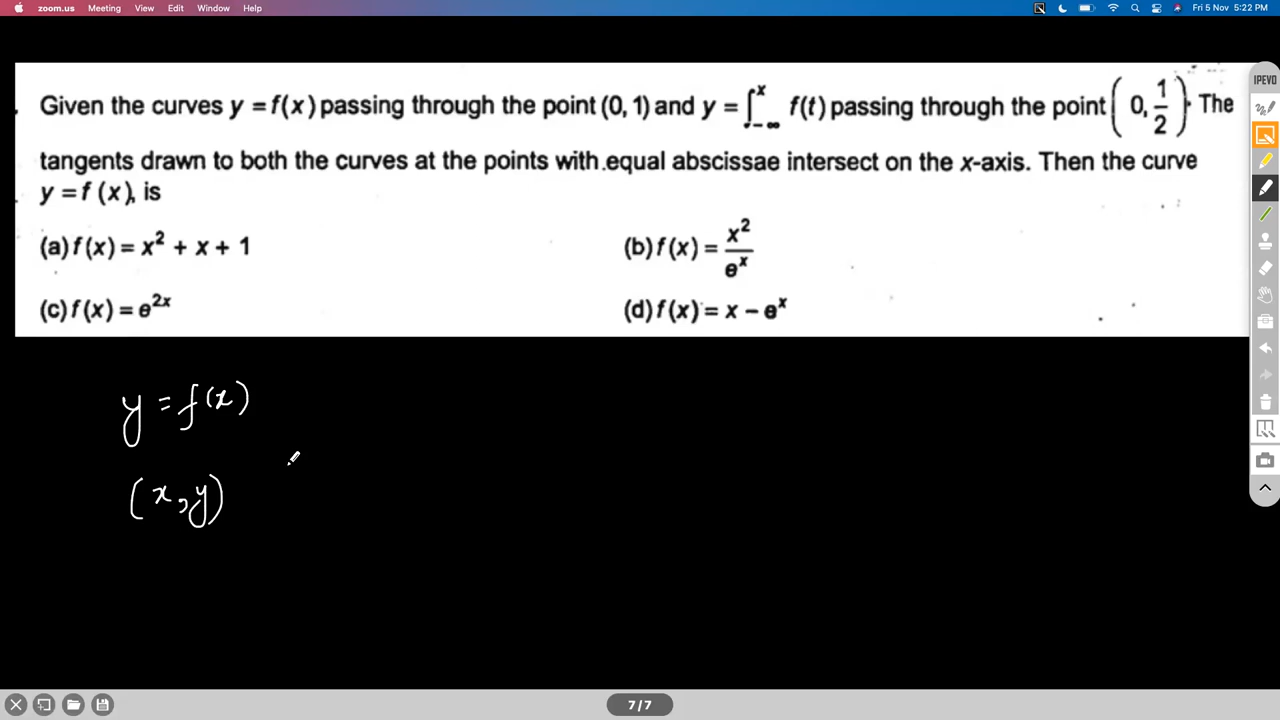 zoom.us Meeting View Edit Window Help Fri 5 Nov 5:22 PM
IPEVO
Given the curves y = f(x) passing through the point (0, 1) and y = ∫_{-∞}^{x} f(t) passing through the point (0, 1/2). The
tangents drawn to both the curves at the points with equal abscissae intersect on the x-axis. Then the curve
y = f (x), is
(a) f(x) = x² + x + 1 (b) f(x) = x²/eˣ
(c) f(x) = e²ˣ (d) f(x) = x − eˣ
y = f(x)
(x, y)
7/7